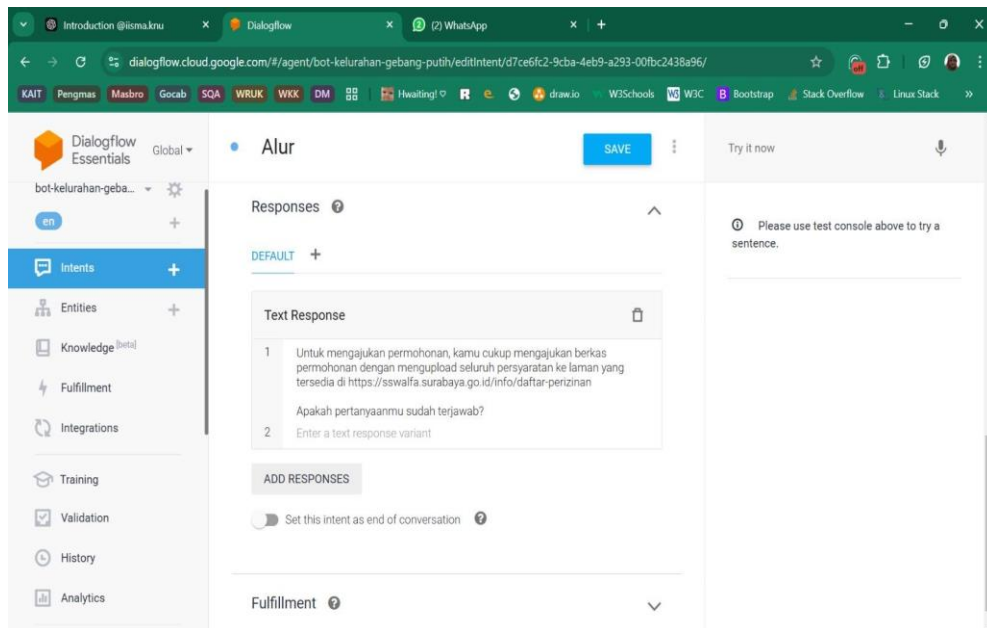 Introduction @iisma.knu
Dialogflow
(2) WhatsApp
dialogflow.cloud.google.com/#/agent/bot-kelurahan-gebang-putih/editIntent/d7ce6fc2-9cba-4eb9-a293-00fbc2438a96/
KAIT Pengmas Masbro Gocab SQA WRUK WKK DM Hwaiting!♡ draw.io W3Schools W3C Bootstrap Stack Overflow Linux Stack »
Dialogflow
Essentials
Global
Alur
SAVE
Try it now
bot-kelurahan-geba...
en
Intents
Entities
Knowledge [beta]
Fulfillment
Integrations
Training
Validation
History
Analytics
Responses
DEFAULT
Text Response
1 Untuk mengajukan permohonan, kamu cukup mengajukan berkas
permohonan dengan mengupload seluruh persyaratan ke laman yang
tersedia di https://sswalfa.surabaya.go.id/info/daftar-perizinan
Apakah pertanyaanmu sudah terjawab?
2 Enter a text response variant
ADD RESPONSES
Set this intent as end of conversation
Fulfillment
Please use test console above to try a
sentence.